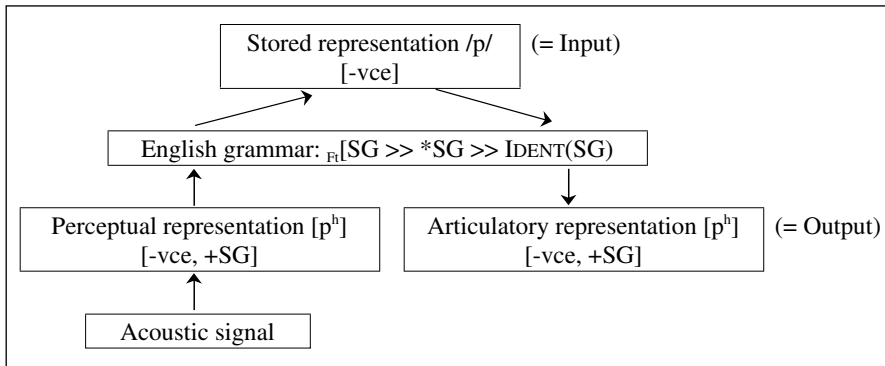 Stored representation /p/ (= Input)
[-vce]
English grammar: Ft[SG >> *SG >> IDENT(SG)
Perceptual representation [pʰ]
[-vce, +SG]
Articulatory representation [pʰ] (= Output)
[-vce, +SG]
Acoustic signal